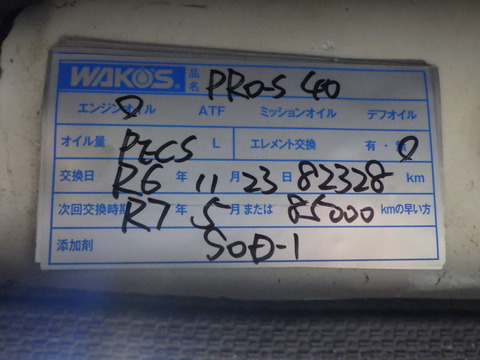 WAKO'S 品名 PRO-S 40
エンジンオイル ATF ミッションオイル デフオイル
オイル量 L エレメント交換 有・無
交換日 R6 年 11 月 23 日 82328 km
次回交換時期 R7 年 5 月または 85000 kmの早い方
添加剤 SOD-1